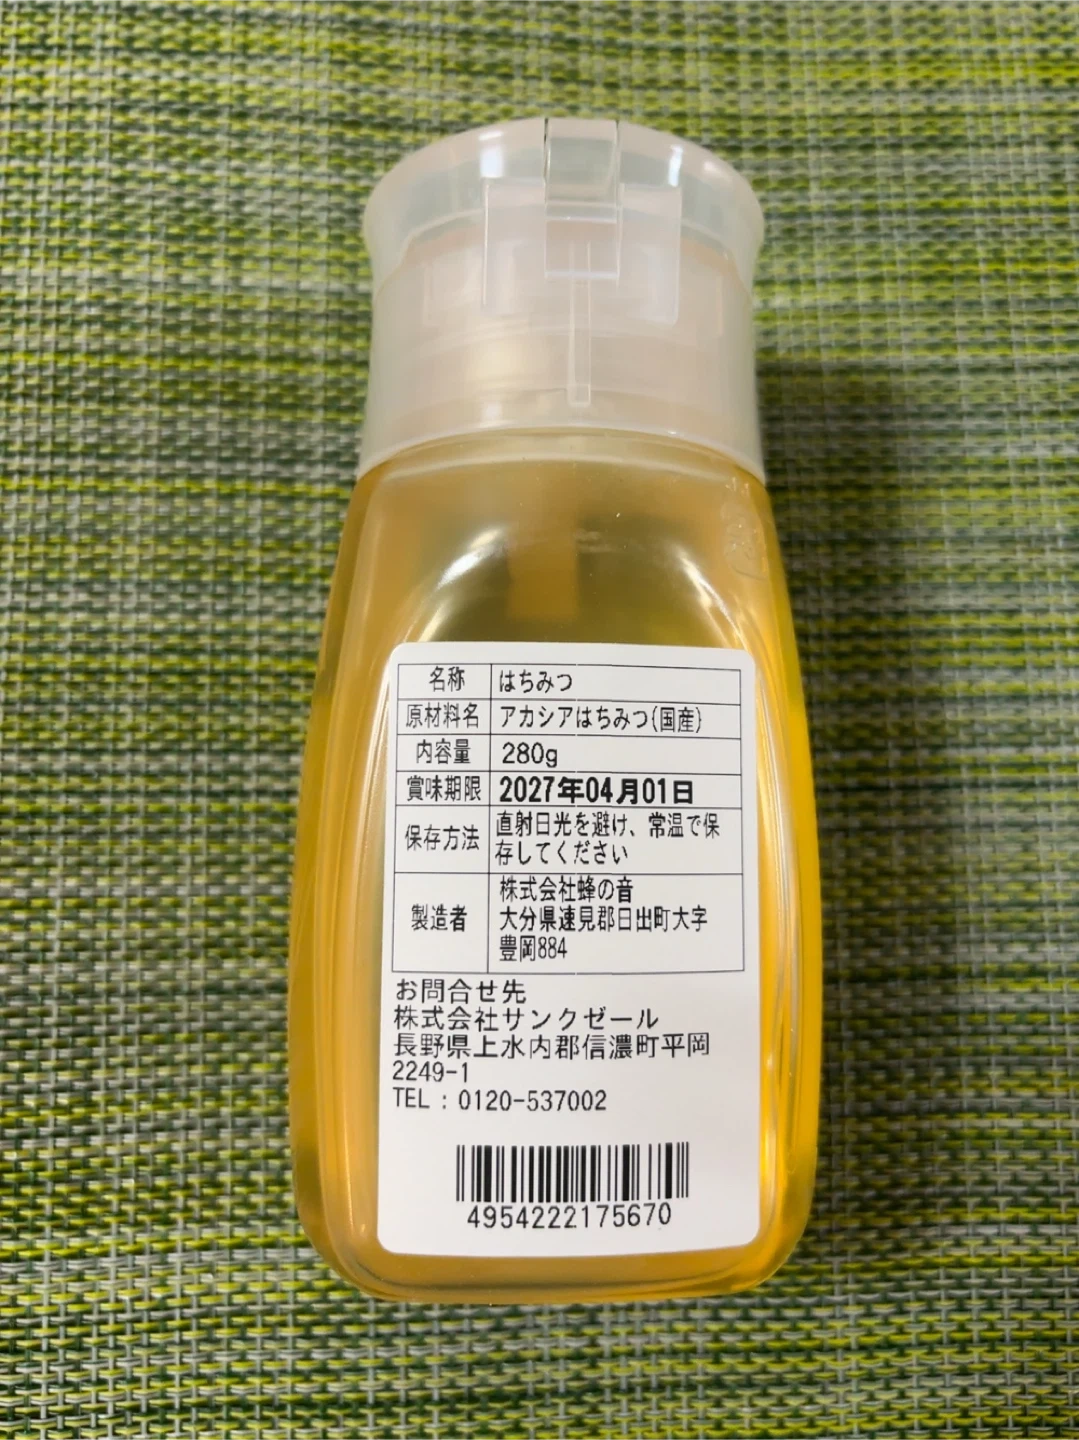 名称 はちみつ
原材料名 アカシアはちみつ(国産)
内容量 280g
賞味期限 2027年04月01日
保存方法 直射日光を避け、常温で保
存してください
製造者 株式会社蜂の音
大分県速見郡日出町大字
豊岡884
お問合せ先
株式会社サンクゼール
長野県上水内郡信濃町平岡
2249-1
TEL : 0120-537002
4954222175670